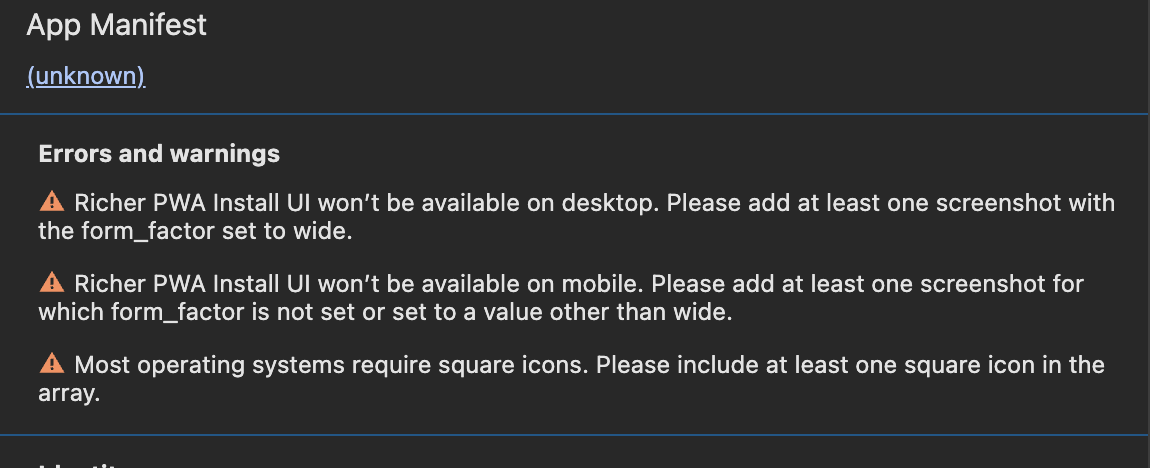 App Manifest
(unknown)
Errors and warnings
Richer PWA Install UI won’t be available on desktop. Please add at least one screenshot with
the form_factor set to wide.
Richer PWA Install UI won’t be available on mobile. Please add at least one screenshot for
which form_factor is not set or set to a value other than wide.
Most operating systems require square icons. Please include at least one square icon in the
array.